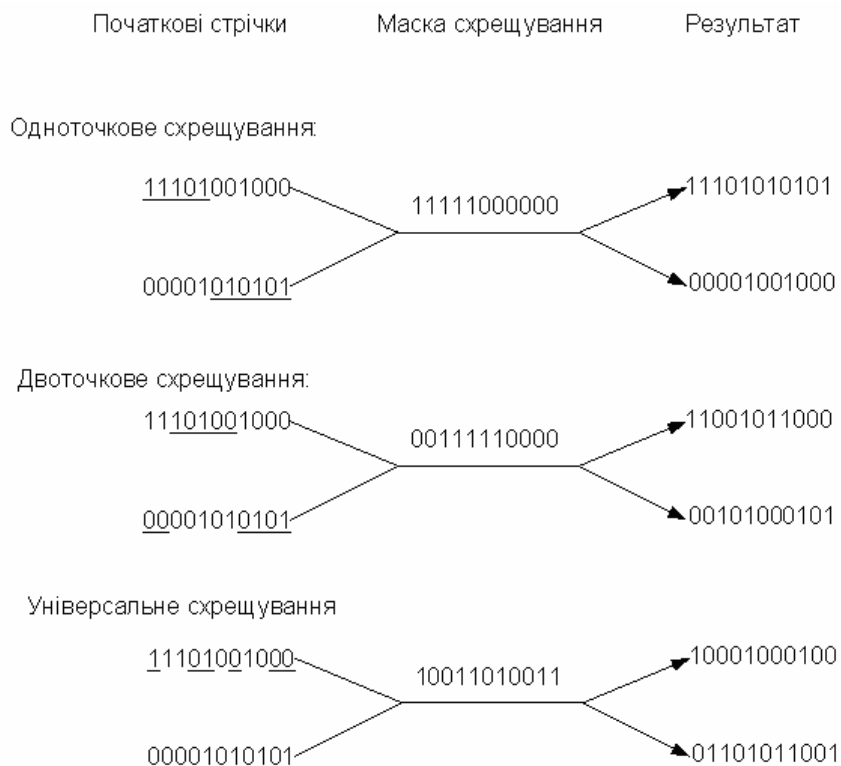 Початкові стрічки Маска схрещування Результат
Одноточкове схрещування:
11101001000 11111000000 11101010101
00001010101 00001001000
Двоточкове схрещування:
11101001000 00111110000 11001011000
00001010101 00101000101
Універсальне схрещування
11101001000 10011010011 10001000100
00001010101 01101011001